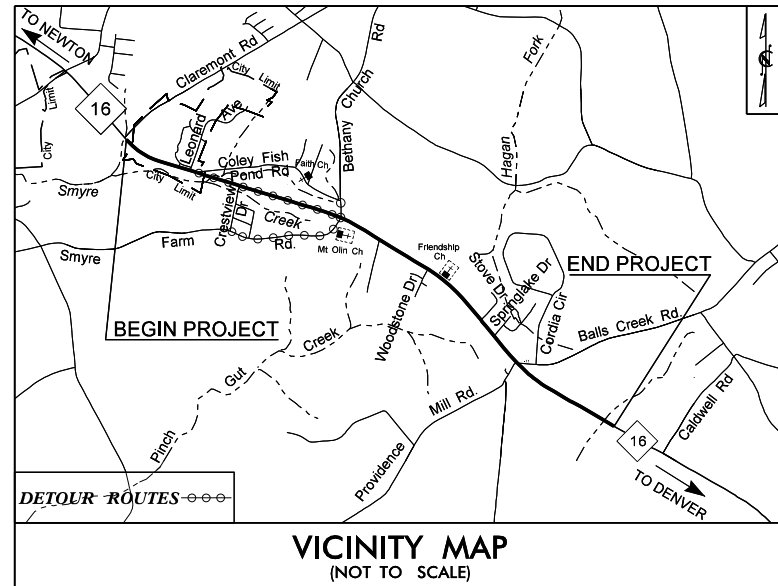 TO NEWTON
16
Claremont Rd
City Limit
City Limit
Leonard Ave
Coley Fish
Pond Rd
Faith Ch.
Bethany Church Rd
Hagan Fork
Smyre
City Limit
Crestview Dr
Creek
Smyre Farm Rd.
Mt Olin Ch
Friendship
Ch
Stove Dr
Springlake Dr
END PROJECT
BEGIN PROJECT
Woodstone Dr
Cordia Cir
Balls Creek Rd.
Pinch Gut Creek
Providence Mill Rd.
Caldwell Rd
16
TO DENVER
DETOUR ROUTES
VICINITY MAP
(NOT TO SCALE)